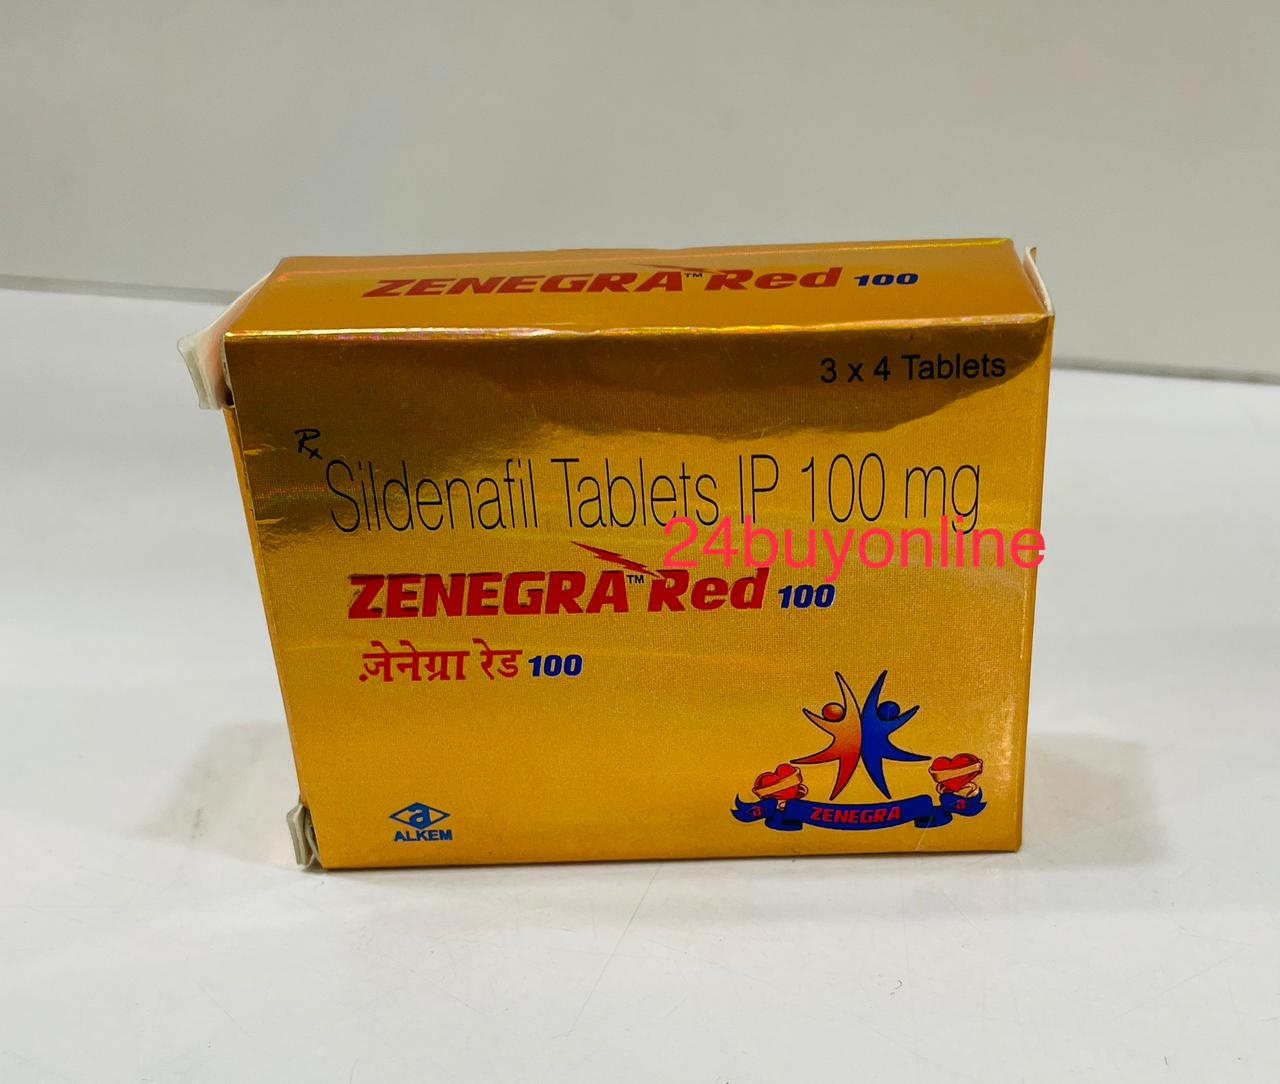 ZENEGRA™ Red 100
3 x 4 Tablets
Rx
Sildenafil Tablets IP 100 mg
24buyonline
ZENEGRA™ Red 100
ज़ेनेग्रा रेड 100
a
ALKEM
a ZENEGRA a